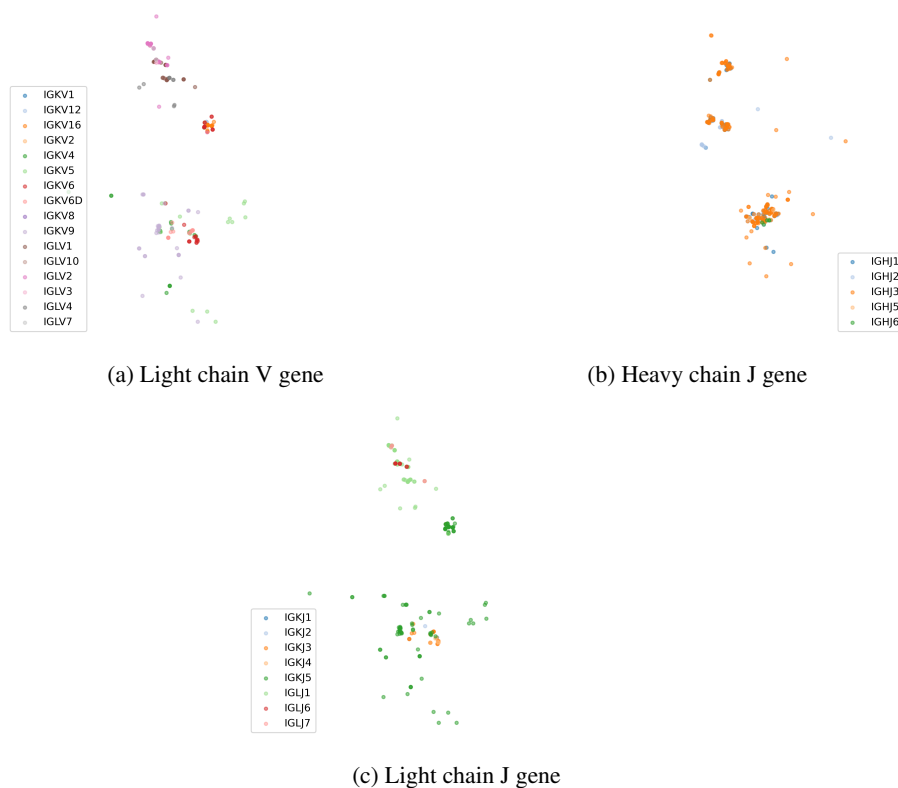 IGKV1
IGKV12
IGKV16
IGKV2
IGKV4
IGKV5
IGKV6
IGKV6D
IGKV8
IGKV9
IGLV1
IGLV10
IGLV2
IGLV3
IGLV4
IGLV7
(a) Light chain V gene
IGHJ1
IGHJ2
IGHJ3
IGHJ5
IGHJ6
(b) Heavy chain J gene
IGKJ1
IGKJ2
IGKJ3
IGKJ4
IGKJ5
IGLJ1
IGLJ6
IGLJ7
(c) Light chain J gene